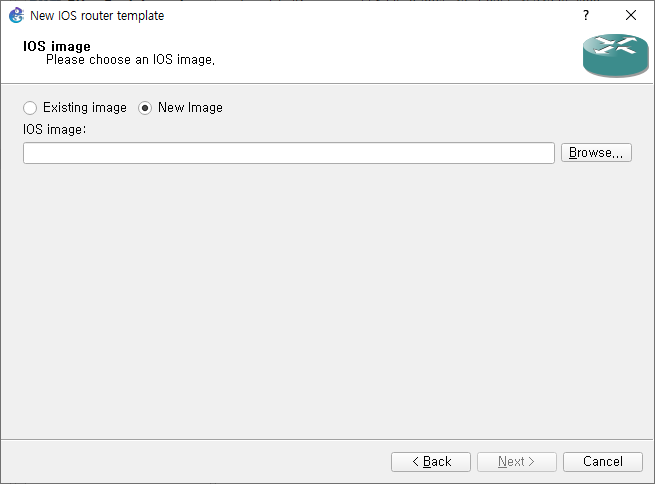 New IOS router template
?
IOS image
Please choose an IOS image.
Existing image New Image
IOS image:
Browse...
< Back Next > Cancel